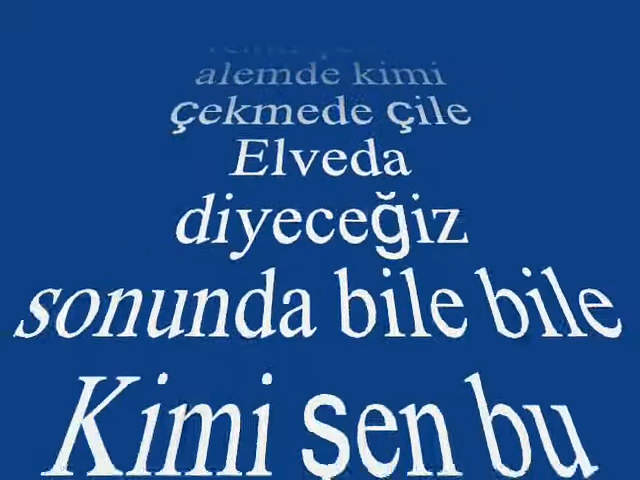 alemde kimi
çekmede çile
Elveda
diyeceğiz
sonunda bile bile
Kimi şen bu